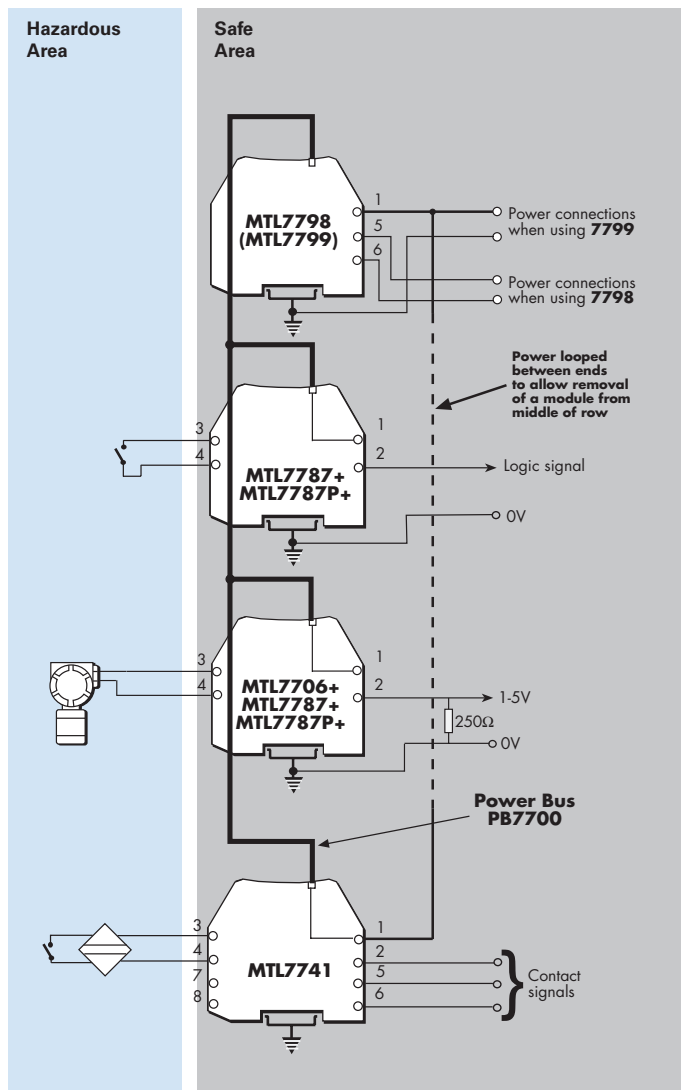 Hazardous
Area
Safe
Area
MTL7798
(MTL7799)
1
5
6
Power connections
when using 7799
Power connections
when using 7798
Power looped
between ends
to allow removal
of a module from
middle of row
3
4
MTL7787+
MTL7787P+
1
2
Logic signal
0V
3
4
MTL7706+
MTL7787+
MTL7787P+
1
2
1-5V
250Ω
0V
Power Bus
PB7700
3
4
7
8
MTL7741
1
2
5
6
Contact
signals